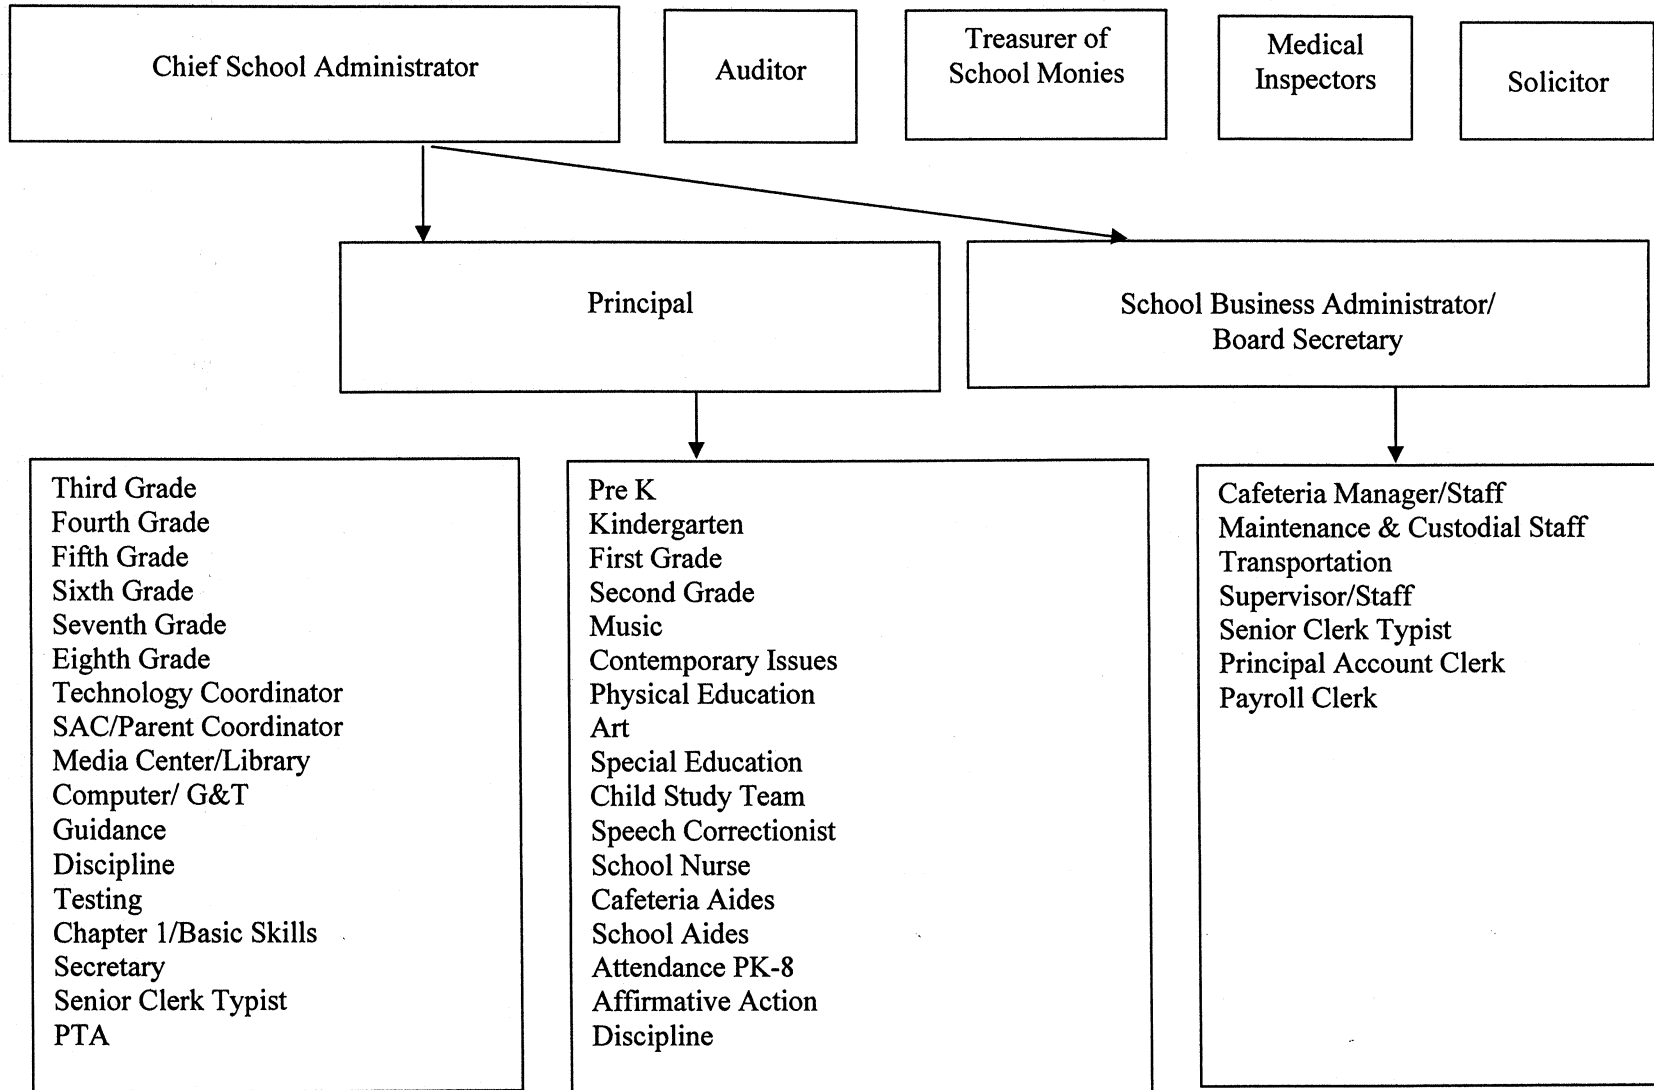 Chief School Administrator
Auditor
Treasurer of
School Monies
Medical
Inspectors
Solicitor
Principal
School Business Administrator/
Board Secretary
Third Grade
Fourth Grade
Fifth Grade
Sixth Grade
Seventh Grade
Eighth Grade
Technology Coordinator
SAC/Parent Coordinator
Media Center/Library
Computer/ G&T
Guidance
Discipline
Testing
Chapter 1/Basic Skills
Secretary
Senior Clerk Typist
PTA
Pre K
Kindergarten
First Grade
Second Grade
Music
Contemporary Issues
Physical Education
Art
Special Education
Child Study Team
Speech Correctionist
School Nurse
Cafeteria Aides
School Aides
Attendance PK-8
Affirmative Action
Discipline
Cafeteria Manager/Staff
Maintenance & Custodial Staff
Transportation
Supervisor/Staff
Senior Clerk Typist
Principal Account Clerk
Payroll Clerk